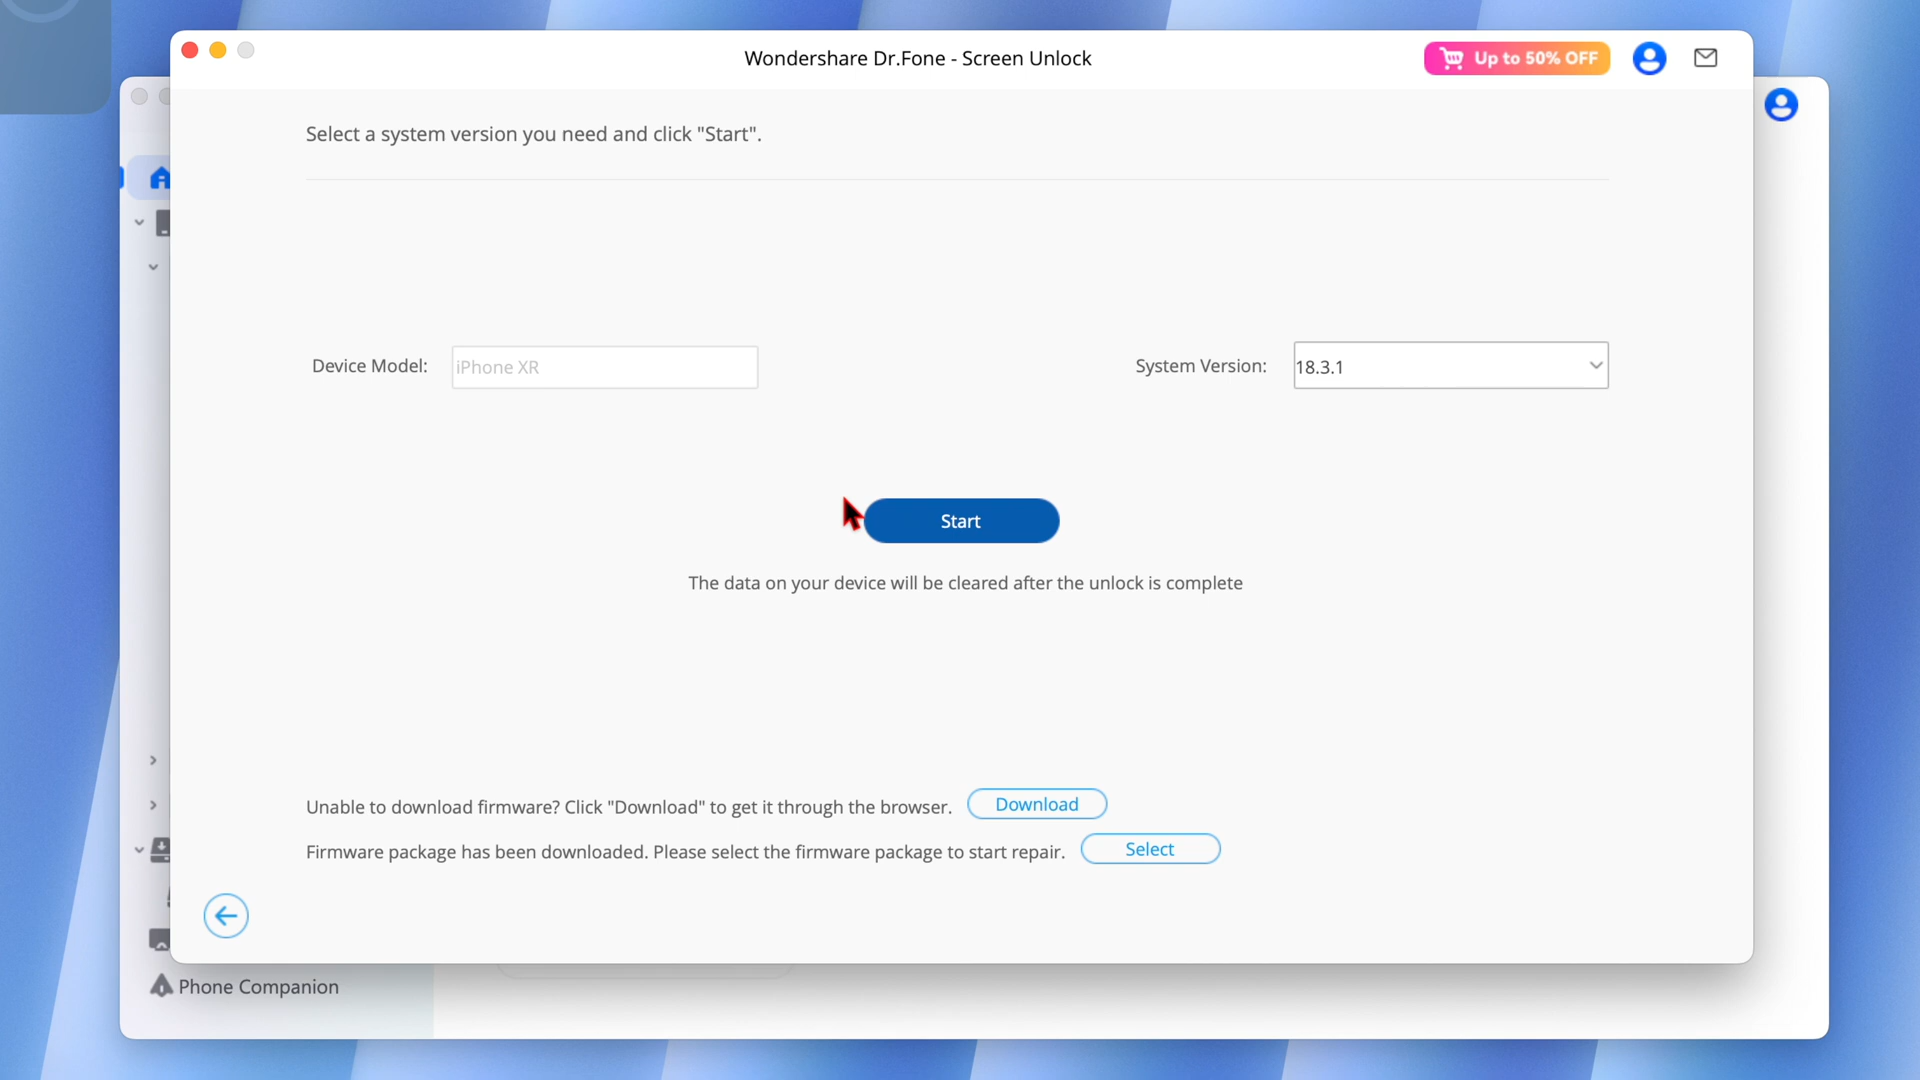 Wondershare Dr.Fone - Screen Unlock
Up to 50% OFF
Select a system version you need and click "Start".
Device Model:
iPhone XR
System Version:
18.3.1
Start
The data on your device will be cleared after the unlock is complete
Unable to download firmware? Click "Download" to get it through the browser.
Download
Firmware package has been downloaded. Please select the firmware package to start repair.
Select
Phone Companion